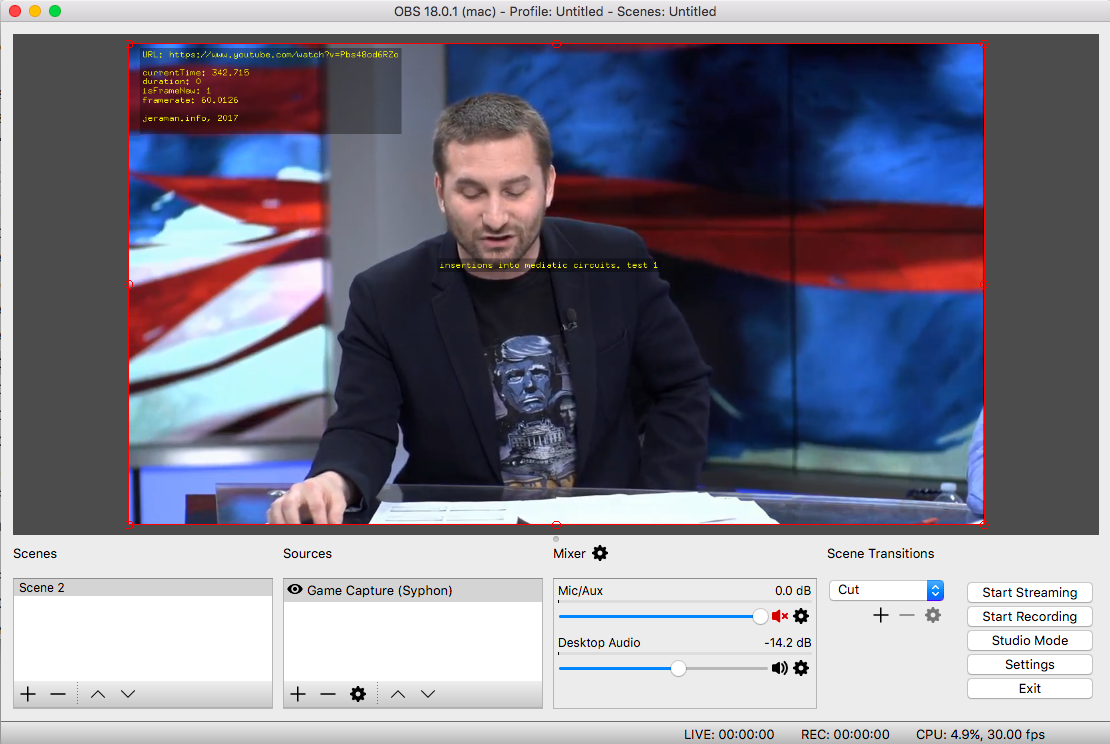 OBS 18.0.1 (mac) - Profile: Untitled - Scenes: Untitled
URL: https://www.youtube.com/watch?v=Pbs48od6RZo
currentTime: 342.715
duration: 0
isFrameNew: 1
framerate: 60.0126
jeraman.info, 2017
insertions into mediatic circuits. test 1
Scenes
Sources
Mixer
Scene Transitions
Scene 2
Game Capture (Syphon)
Mic/Aux 0.0 dB
Desktop Audio -14.2 dB
Cut
Start Streaming
Start Recording
Studio Mode
Settings
Exit
LIVE: 00:00:00 REC: 00:00:00 CPU: 4.9%, 30.00 fps